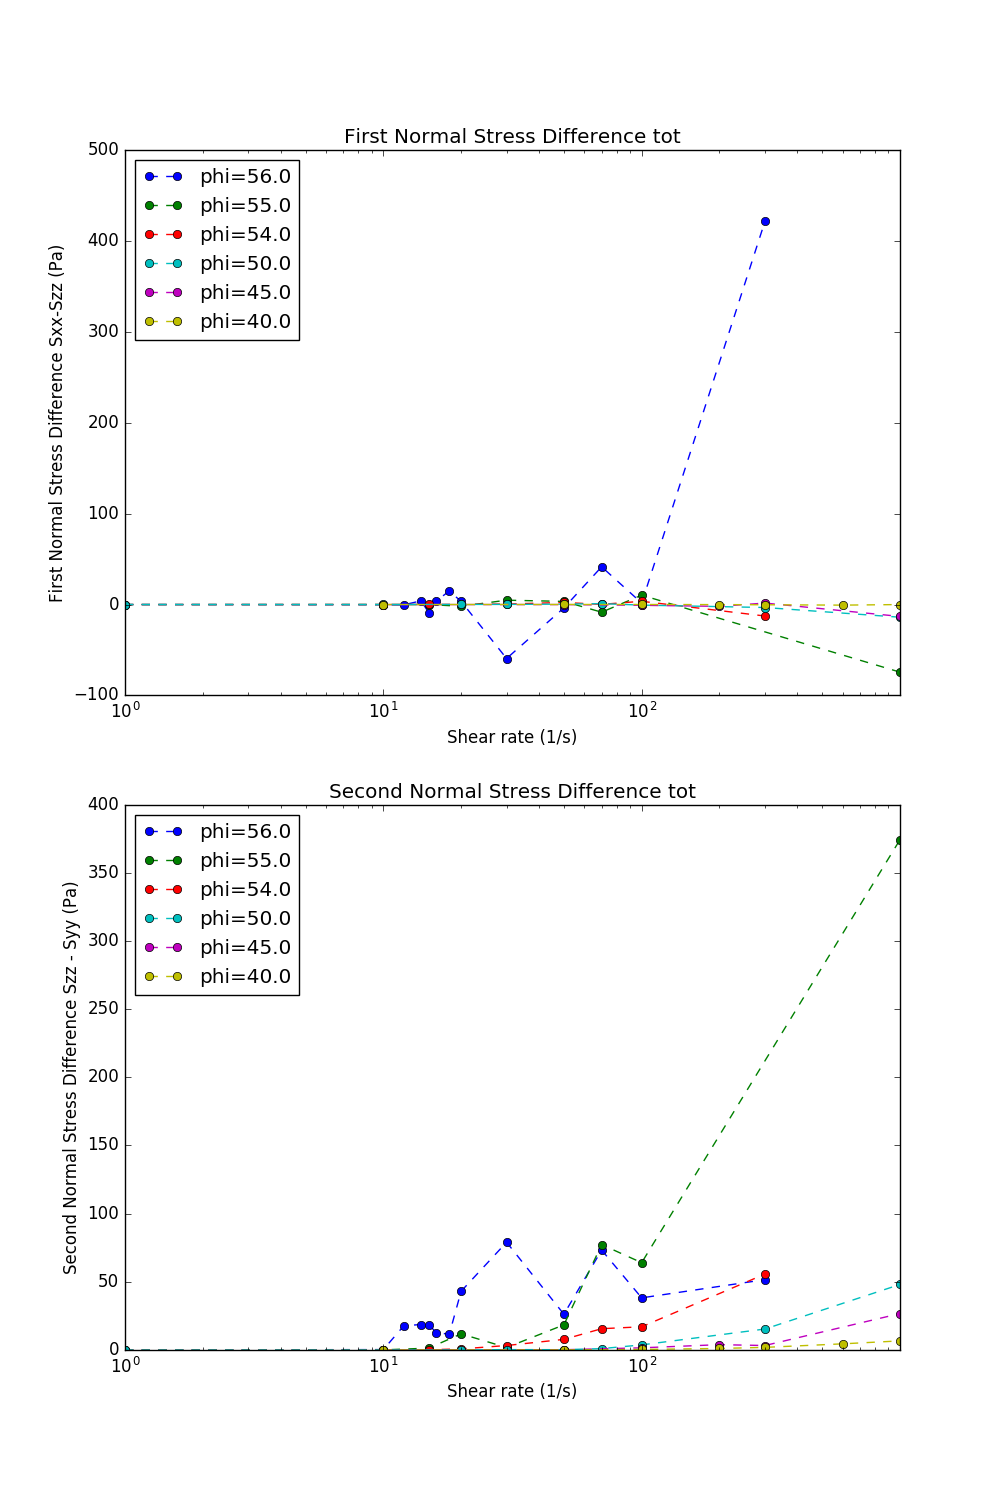 First Normal Stress Difference tot
First Normal Stress Difference Sxx-Szz (Pa)
500
400
300
200
100
0
−100
phi=56.0
phi=55.0
phi=54.0
phi=50.0
phi=45.0
phi=40.0
10^0 10^1 10^2
Shear rate (1/s)
Second Normal Stress Difference tot
Second Normal Stress Difference Szz - Syy (Pa)
400
350
300
250
200
150
100
50
0
phi=56.0
phi=55.0
phi=54.0
phi=50.0
phi=45.0
phi=40.0
10^0 10^1 10^2
Shear rate (1/s)